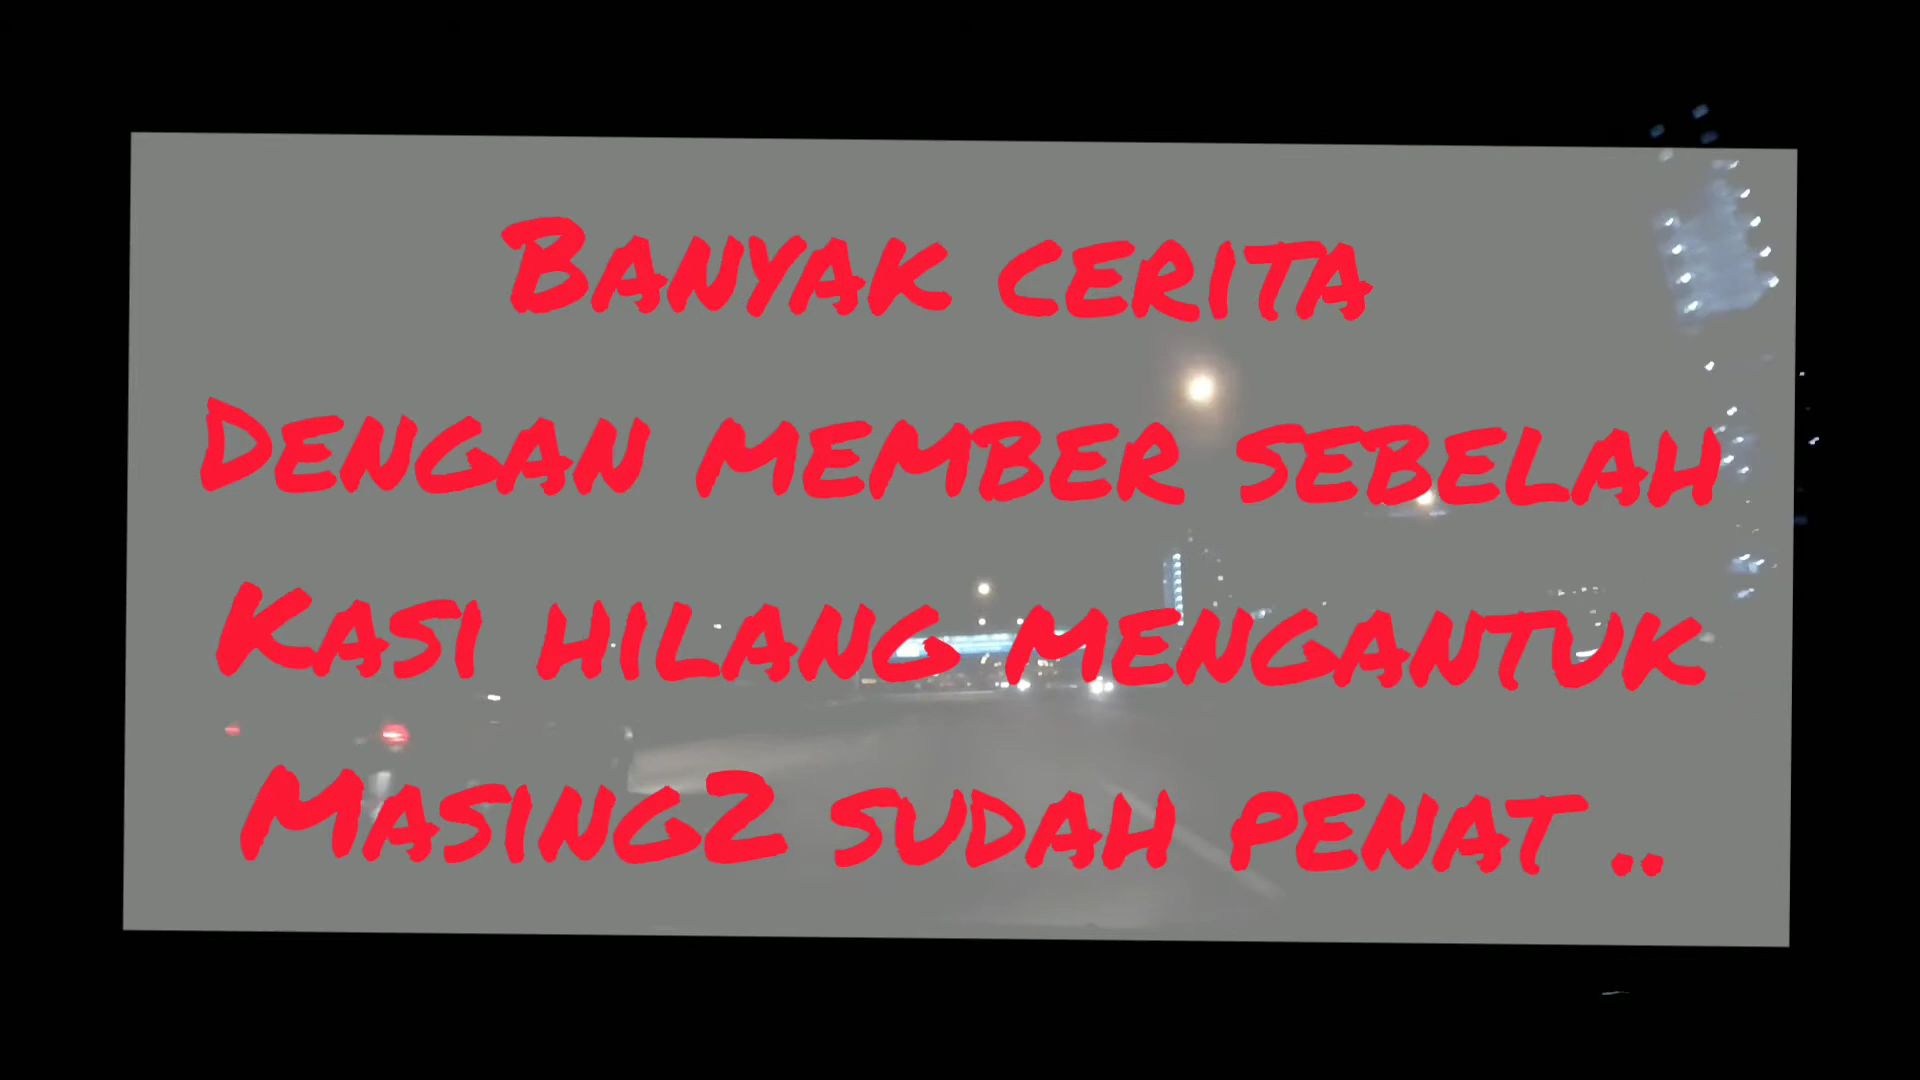 Banyak cerita
Dengan member sebelah
Kasi hilang mengantuk
Masing2 sudah penat ..